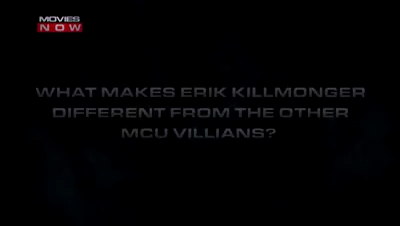 MOVIES
NOW
WHAT MAKES ERIK KILLMONGER
DIFFERENT FROM THE OTHER
MCU VILLIANS?